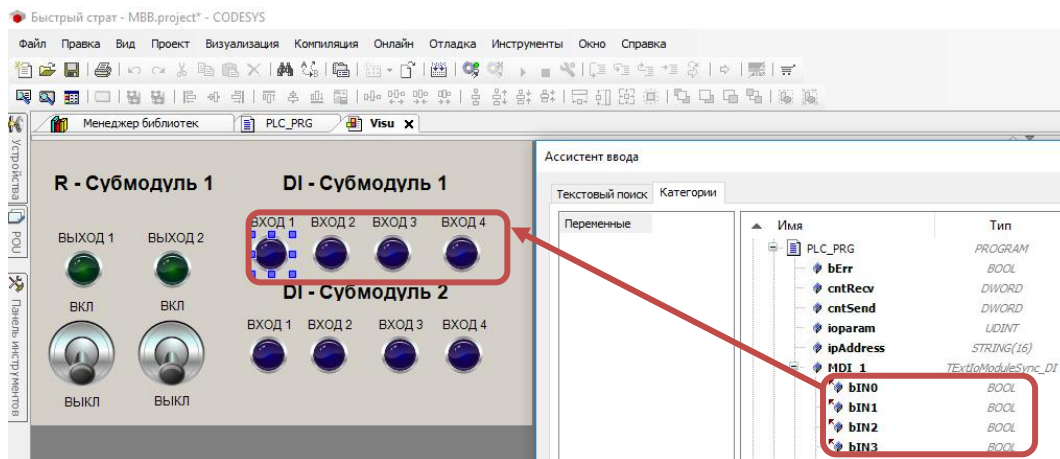 Быстрый страт - MBB.project* - CODESYS
Файл Правка Вид Проект Визуализация Компиляция Онлайн Отладка Инструменты Окно Справка
Менеджер библиотек PLC_PRG Visu X
Устройства
POU
Панель инструментов
R - Субмодуль 1
DI - Субмодуль 1
ВЫХОД 1 ВЫХОД 2
ВХОД 1 ВХОД 2 ВХОД 3 ВХОД 4
ВКЛ ВКЛ
DI - Субмодуль 2
ВХОД 1 ВХОД 2 ВХОД 3 ВХОД 4
ВЫКЛ ВЫКЛ
Ассистент ввода
Текстовый поиск Категории
Переменные
Имя Тип
PLC_PRG PROGRAM
bErr BOOL
cntRecv DWORD
cntSend DWORD
ioparam UDINT
ipAddress STRING(16)
MDI_1 TExtIoModuleSync_DI
bIN0 BOOL
bIN1 BOOL
bIN2 BOOL
bIN3 BOOL